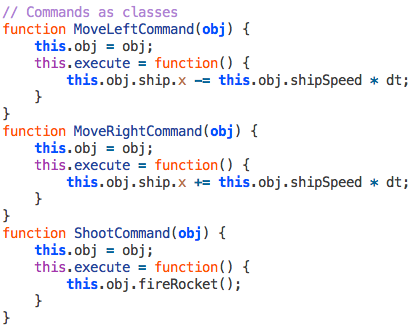 // Commands as classes
function MoveLeftCommand(obj) {
    this.obj = obj;
    this.execute = function() {
        this.obj.ship.x -= this.obj.shipSpeed * dt;
    }
}
function MoveRightCommand(obj) {
    this.obj = obj;
    this.execute = function() {
        this.obj.ship.x += this.obj.shipSpeed * dt;
    }
}
function ShootCommand(obj) {
    this.obj = obj;
    this.execute = function() {
        this.obj.fireRocket();
    }
}